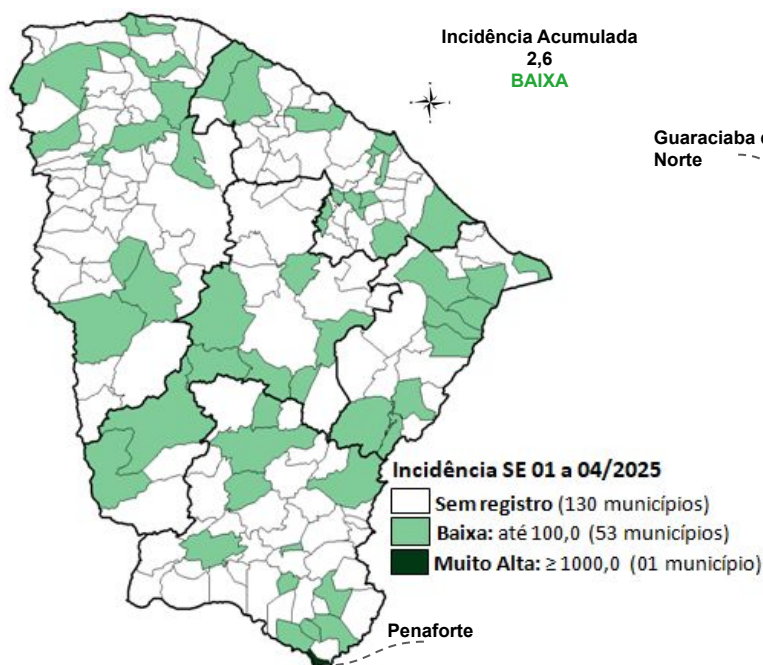 Incidência Acumulada
2,6
BAIXA
Guaraciaba
Norte
Incidência SE 01 a 04/2025
Sem registro (130 municípios)
Baixa: até 100,0 (53 municípios)
Muito Alta: ≥ 1000,0 (01 município)
Penaforte